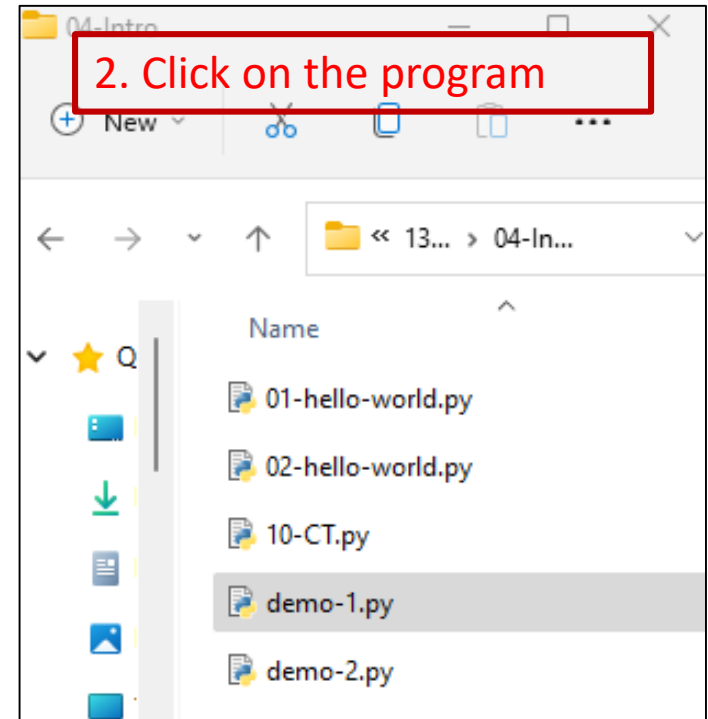 04-Intro
2. Click on the program
New
« 13... > 04-In...
Name
Q
01-hello-world.py
02-hello-world.py
10-CT.py
demo-1.py
demo-2.py